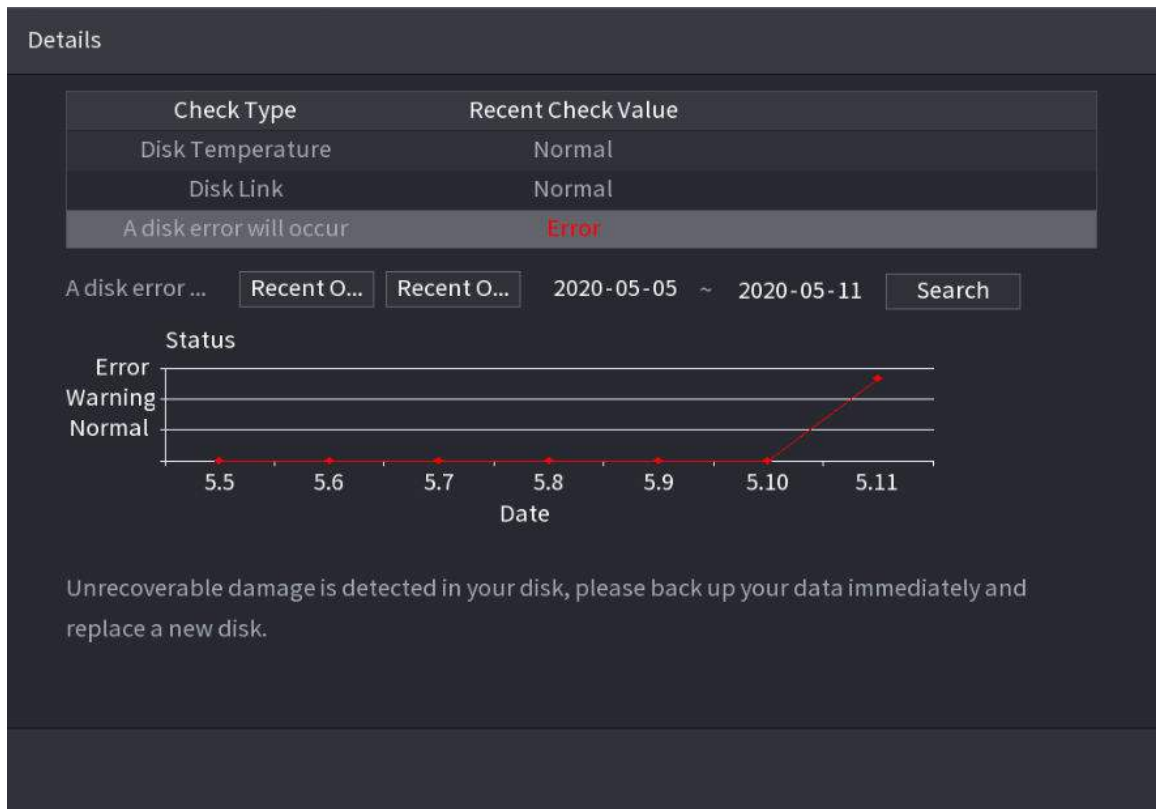 Details
Check Type Recent Check Value
Disk Temperature Normal
Disk Link Normal
A disk error will occur Error
A disk error ... Recent O... Recent O... 2020-05-05 ~ 2020-05-11 Search
Status
Error
Warning
Normal
5.5 5.6 5.7 5.8 5.9 5.10 5.11
Date
Unrecoverable damage is detected in your disk, please back up your data immediately and
replace a new disk.